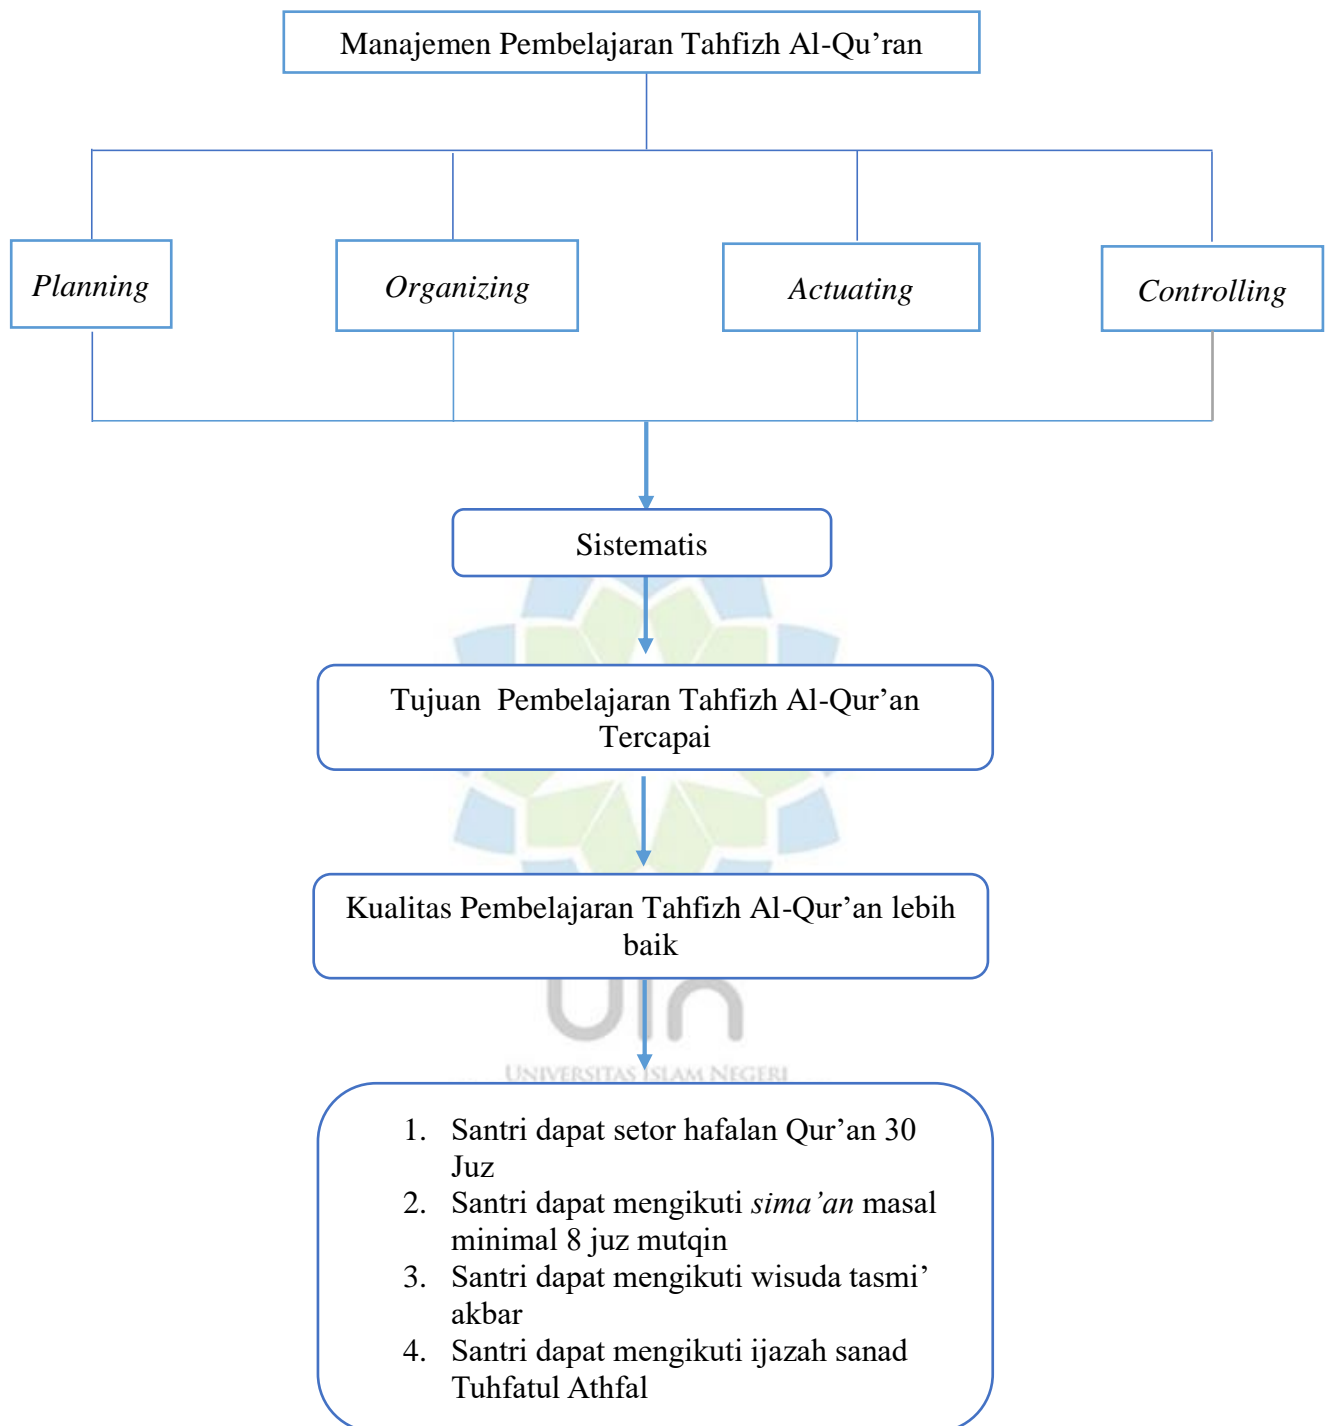 Manajemen Pembelajaran Tahfizh Al-Qu’ran
Planning
Organizing
Actuating
Controlling
Sistematis
Tujuan  Pembelajaran Tahfizh Al-Qur’an
Tercapai
Kualitas Pembelajaran Tahfizh Al-Qur’an lebih
baik
uin
UNIVERSITAS ISLAM NEGERI
1. Santri dapat setor hafalan Qur’an 30
Juz
2. Santri dapat mengikuti sima’an masal
minimal 8 juz mutqin
3. Santri dapat mengikuti wisuda tasmi’
akbar
4. Santri dapat mengikuti ijazah sanad
Tuhfatul Athfal